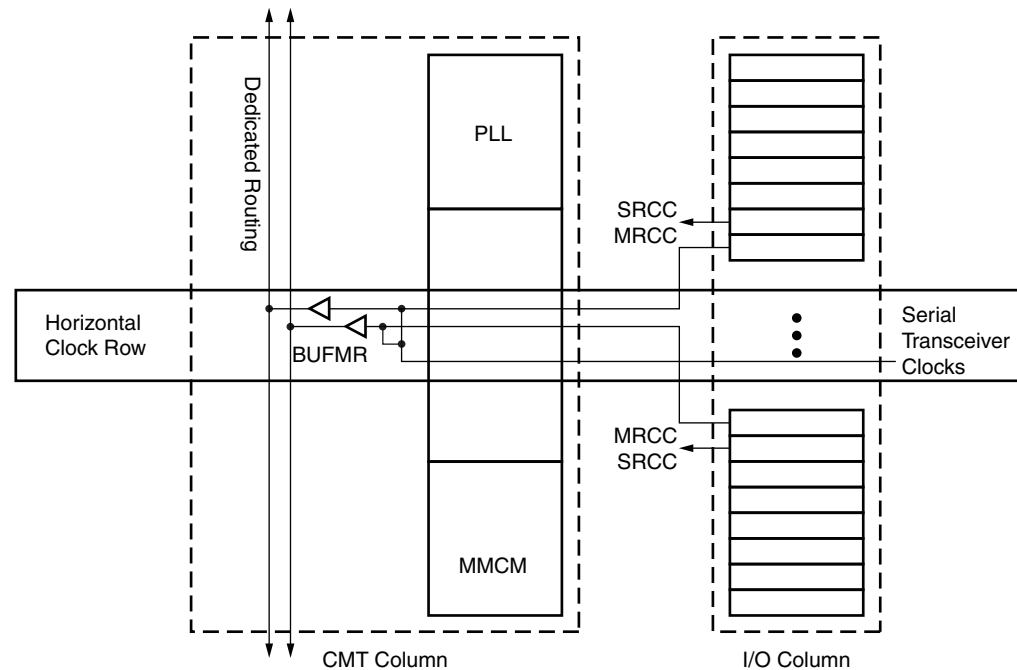 Dedicated Routing
PLL
SRCC
MRCC
Horizontal
Clock Row
BUFMR
Serial
Transceiver
Clocks
MRCC
SRCC
MMCM
CMT Column
I/O Column